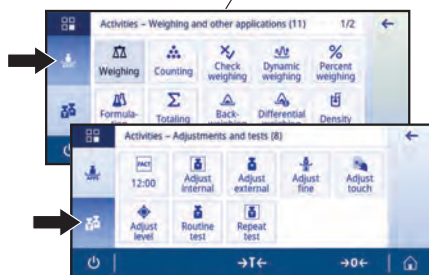 Activities – Weighing and other applications (11) 1/2
Weighing Counting Check weighing Dynamic weighing Percent weighing
Totaling Density
Activities – Adjustments and tests (8)
FACT 12:00 Adjust internal Adjust external Adjust fine Adjust touch
Adjust level Routine test Repeat test
→T← →0←